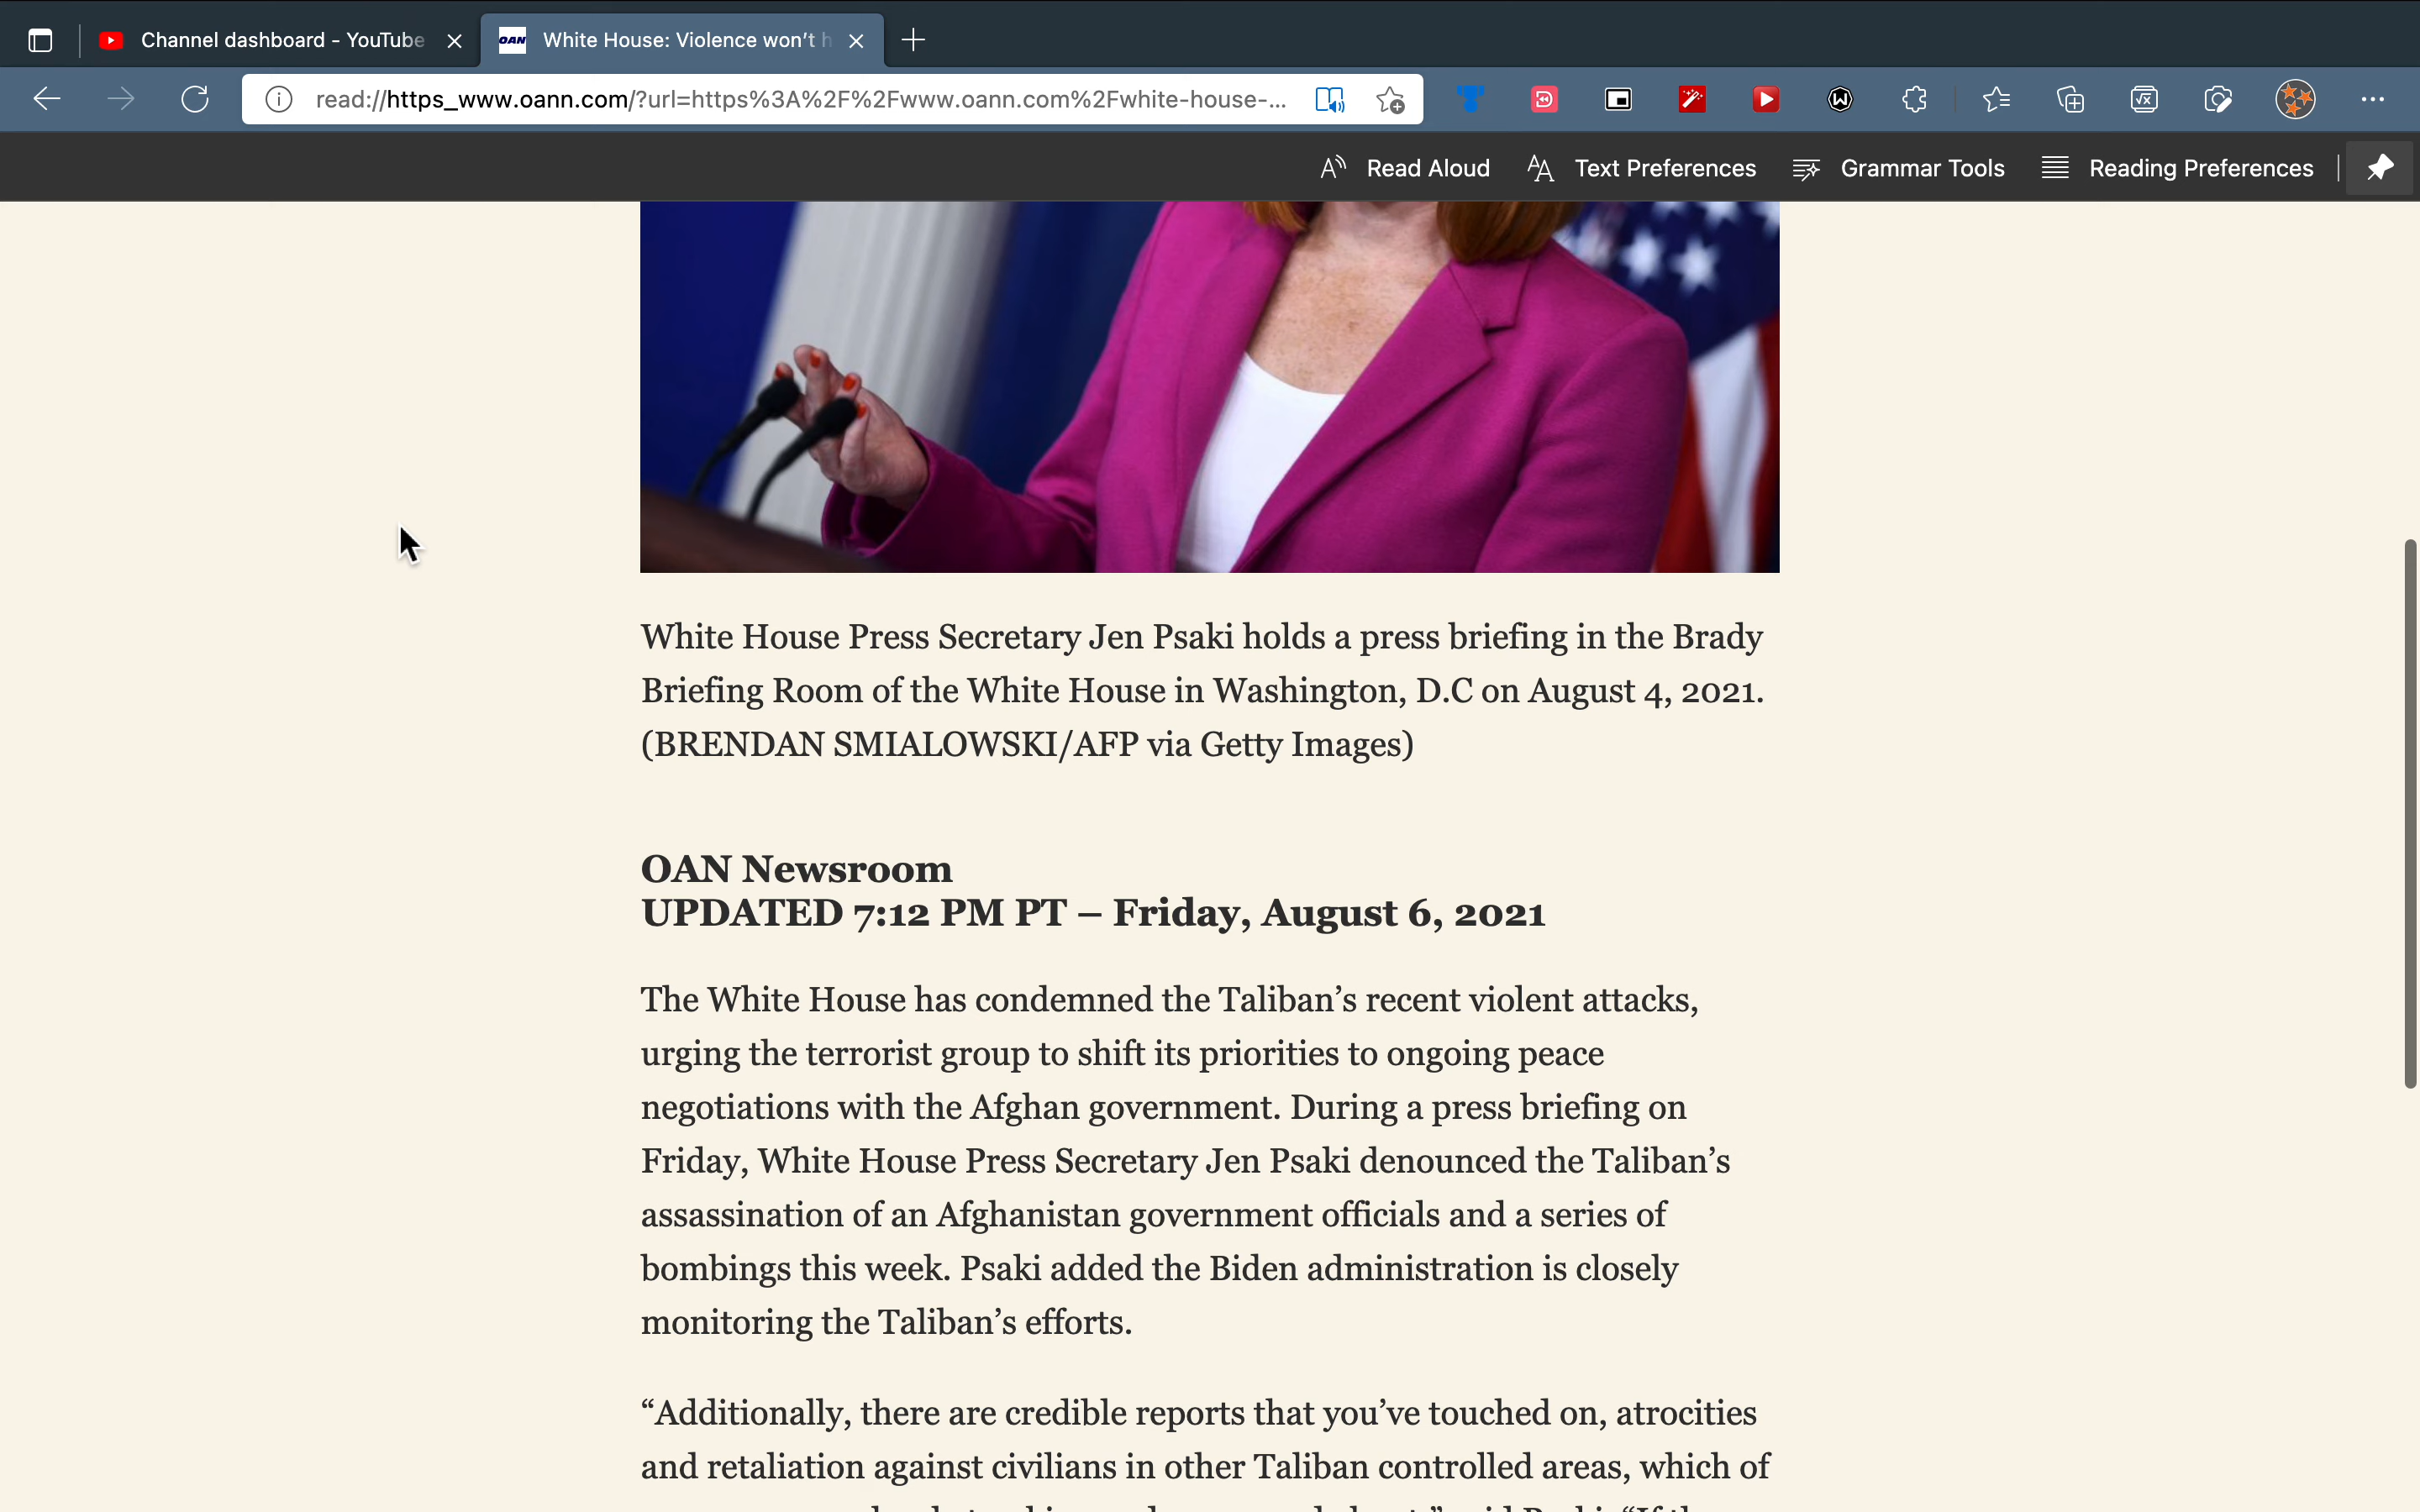 Channel dashboard - YouTube
White House: Violence won't h
read://https_www.oann.com/?url=https%3A%2F%2Fwww.oann.com%2Fwhite-house-...
Read Aloud
Text Preferences
Grammar Tools
Reading Preferences
White House Press Secretary Jen Psaki holds a press briefing in the Brady
Briefing Room of the White House in Washington, D.C on August 4, 2021.
(BRENDAN SMIALOWSKI/AFP via Getty Images)
OAN Newsroom
UPDATED 7:12 PM PT – Friday, August 6, 2021
The White House has condemned the Taliban’s recent violent attacks,
urging the terrorist group to shift its priorities to ongoing peace
negotiations with the Afghan government. During a press briefing on
Friday, White House Press Secretary Jen Psaki denounced the Taliban’s
assassination of an Afghanistan government officials and a series of
bombings this week. Psaki added the Biden administration is closely
monitoring the Taliban’s efforts.
“Additionally, there are credible reports that you’ve touched on, atrocities
and retaliation against civilians in other Taliban controlled areas, which of